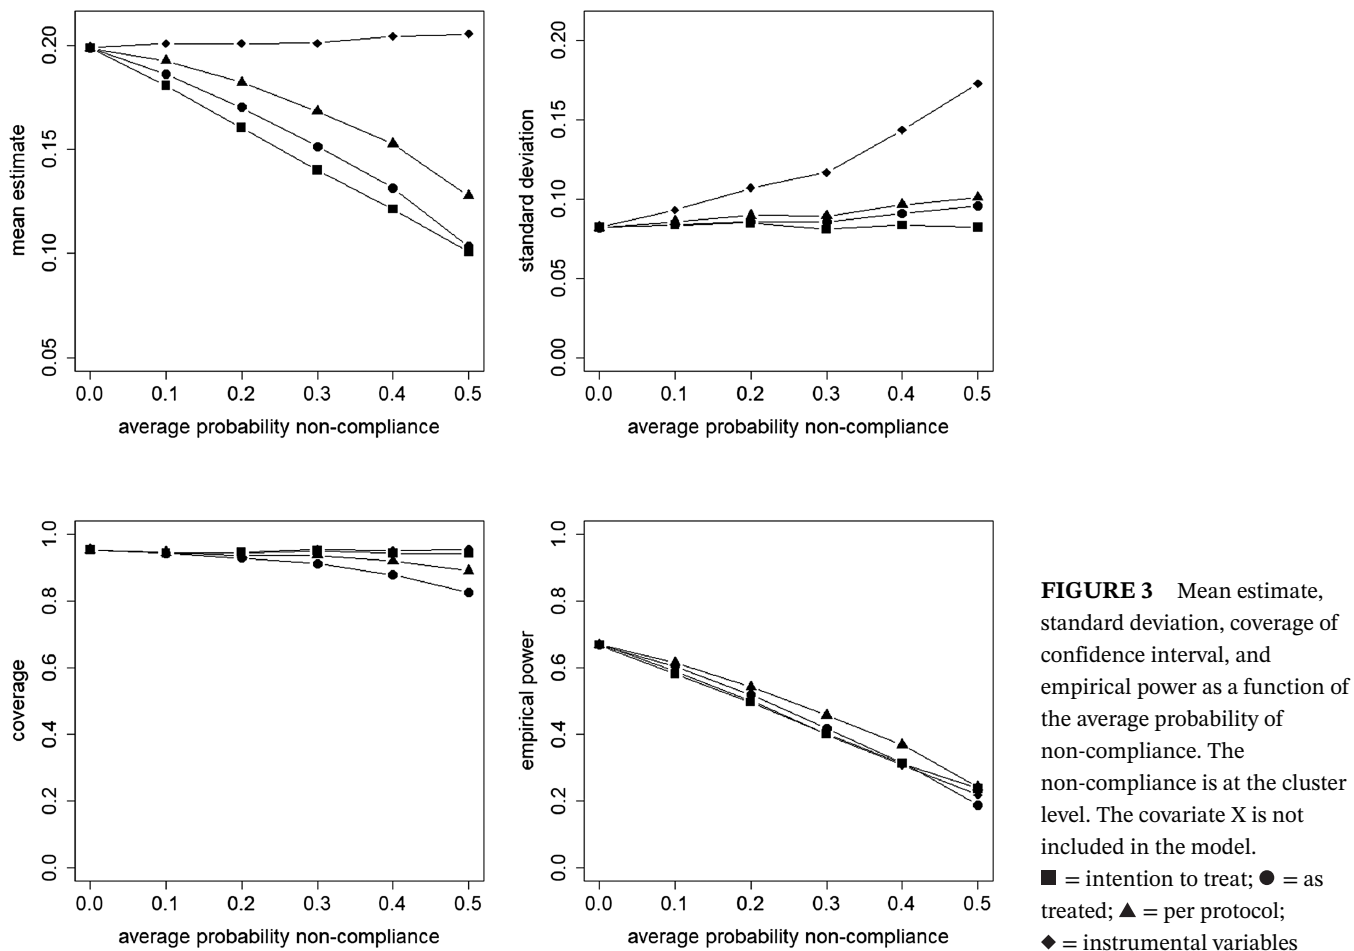 mean estimate
0.05 0.10 0.15 0.20
0.0 0.1 0.2 0.3 0.4 0.5
average probability non-compliance
standard deviation
0.00 0.05 0.10 0.15 0.20
0.0 0.1 0.2 0.3 0.4 0.5
average probability non-compliance
coverage
0.0 0.2 0.4 0.6 0.8 1.0
0.0 0.1 0.2 0.3 0.4 0.5
average probability non-compliance
empirical power
0.0 0.2 0.4 0.6 0.8 1.0
0.0 0.1 0.2 0.3 0.4 0.5
average probability non-compliance
FIGURE 3 Mean estimate,
standard deviation, coverage of
confidence interval, and
empirical power as a function of
the average probability of
non-compliance. The
non-compliance is at the cluster
level. The covariate X is not
included in the model.
■ = intention to treat; ● = as
treated; ▲ = per protocol;
◆ = instrumental variables